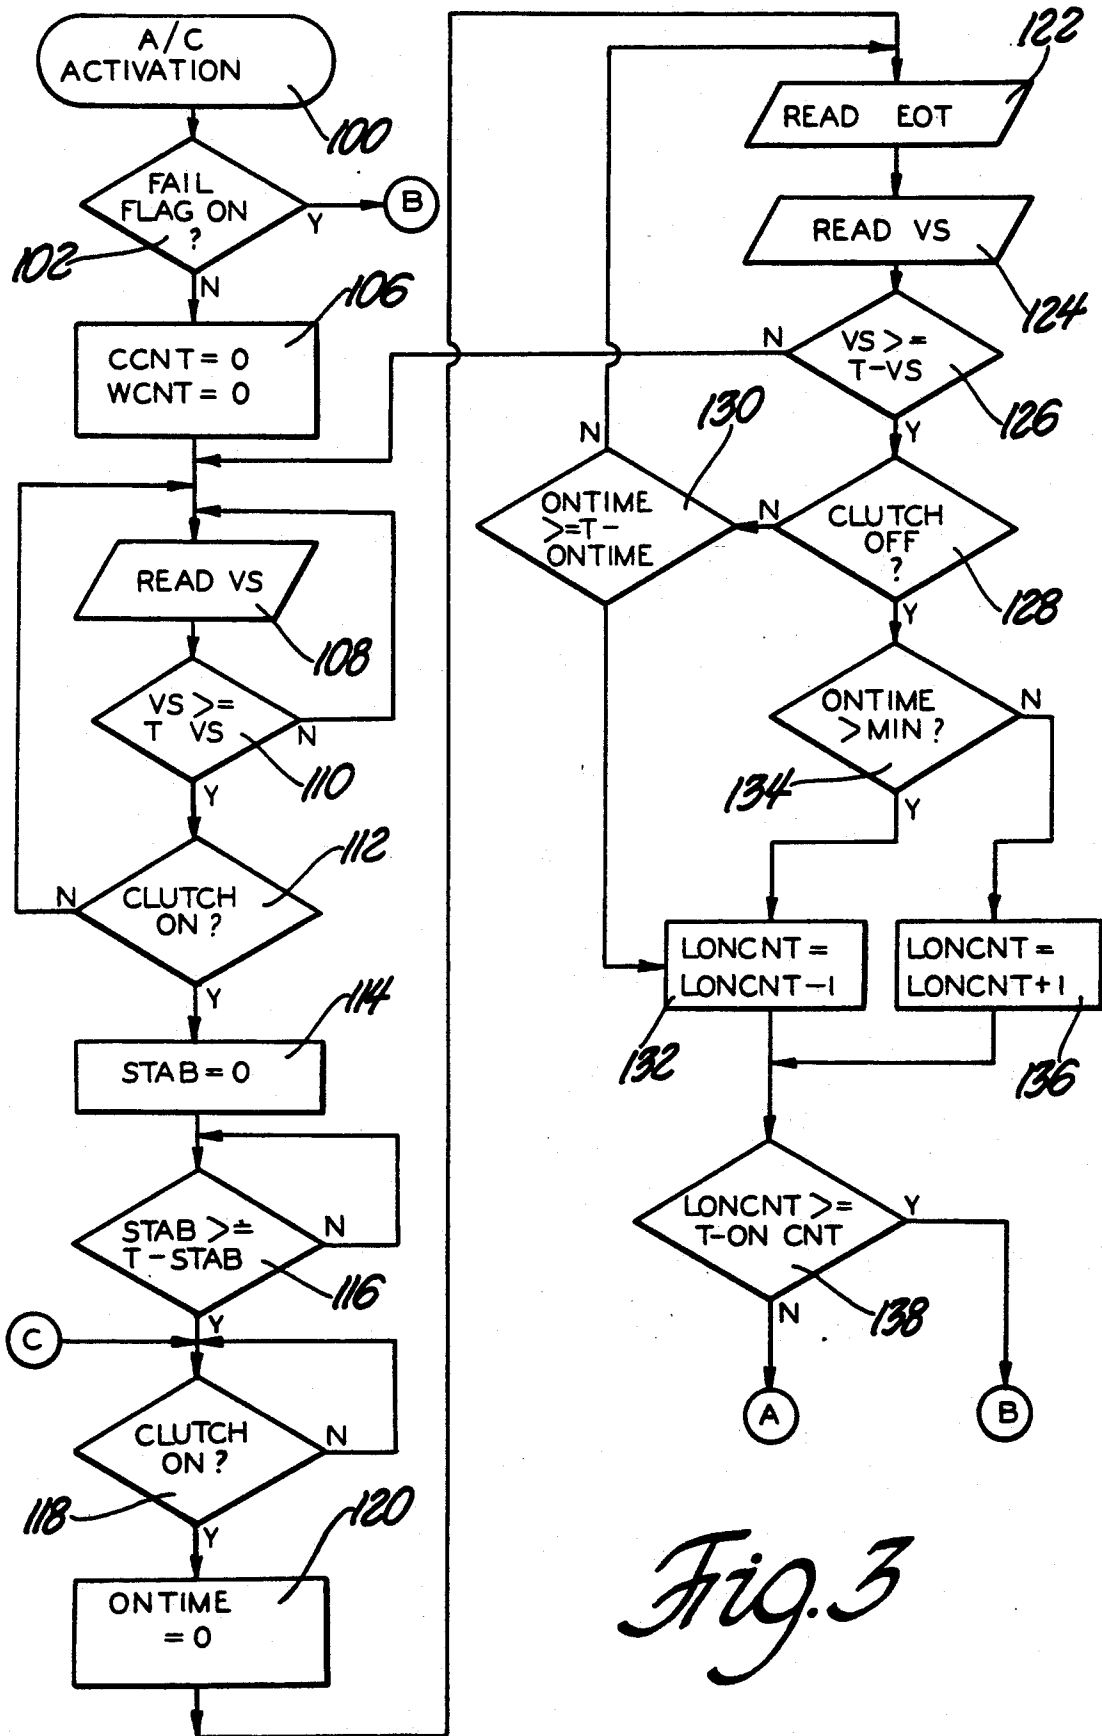 A/C
ACTIVATION
100
FAIL
FLAG ON
?
Y
B
102
N
106
CCNT = 0
WCNT = 0
READ VS
108
VS >=
T VS
N
110
Y
112
CLUTCH
ON ?
N
Y
114
STAB = 0
STAB >=
T - STAB
N
116
Y
C
CLUTCH
ON ?
N
118
Y
120
ONTIME
= 0
122
READ EOT
READ VS
124
VS >=
T-VS
N
126
Y
130
N
ONTIME
>=T-
ONTIME
N
CLUTCH
OFF
?
128
Y
ONTIME
>MIN ?
N
134
Y
LONCNT =
LONCNT-1
132
LONCNT =
LONCNT+1
136
LONCNT >=
T-ON CNT
Y
138
N
A
B
Fig. 3